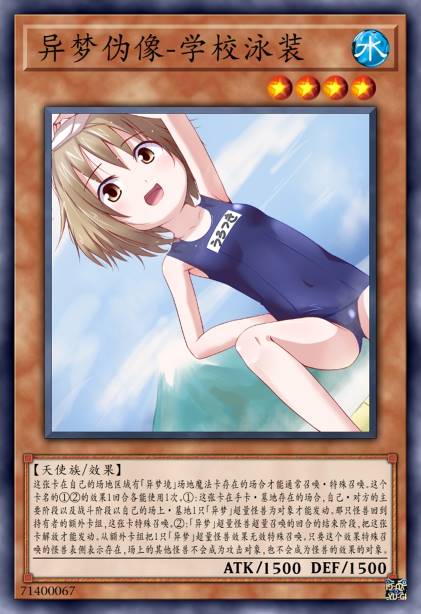 异梦伪像-学校泳装
水
うろつき
【天使族/效果】
这张卡在自己的场地区域有「异梦境」场地魔法卡存在的场合才能通常召唤·特殊召唤。这个
卡名的①②的效果1回合各能使用1次。①:这张卡在手卡·墓地存在的场合,自己·对方的主
要阶段以及战斗阶段以自己的场上·墓地1只「异梦」超量怪兽为对象才能发动。那只怪兽回到
持有者的额外卡组,这张卡特殊召唤。②:「异梦」超量怪兽超量召唤的回合的结束阶段,把这张
卡解放才能发动。从额外卡组把1只「异梦」超量怪兽效果无效特殊召唤。只要这个效果特殊召
唤的怪兽表侧表示存在,场上的其他怪兽不会成为攻击对象,也不会成为怪兽的效果的对象。
ATK/1500 DEF/1500
71400067